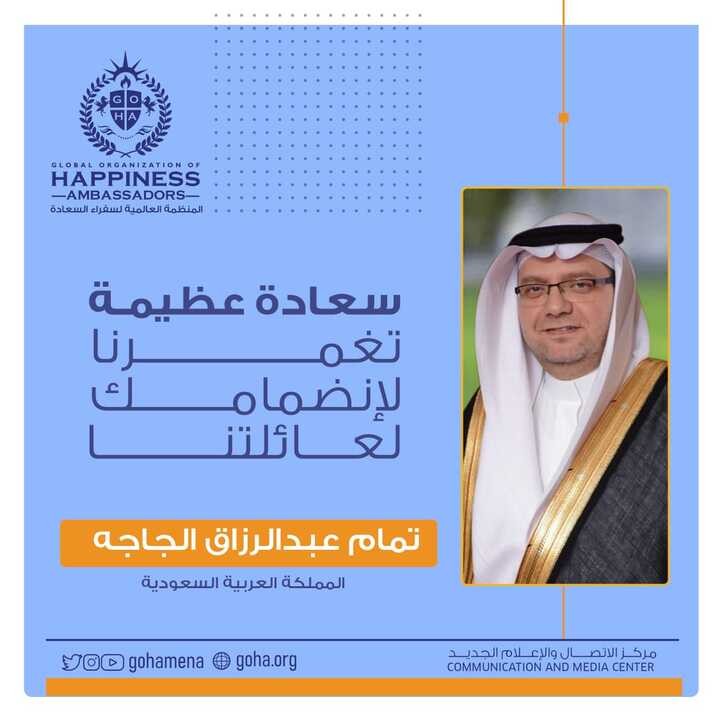 G O
H A
GLOBAL ORGANIZATION OF
HAPPINESS
AMBASSADORS
المنظمة العالمية لسفراء السعادة
سعادة عظيمة
تغمرنا
لإنضمامك
لعائلتنا
تمام عبدالرزاق الجاجه
المملكة العربية السعودية
مركز الاتصال والإعلام الجديد
COMMUNICATION AND MEDIA CENTER
gohamena goha.org